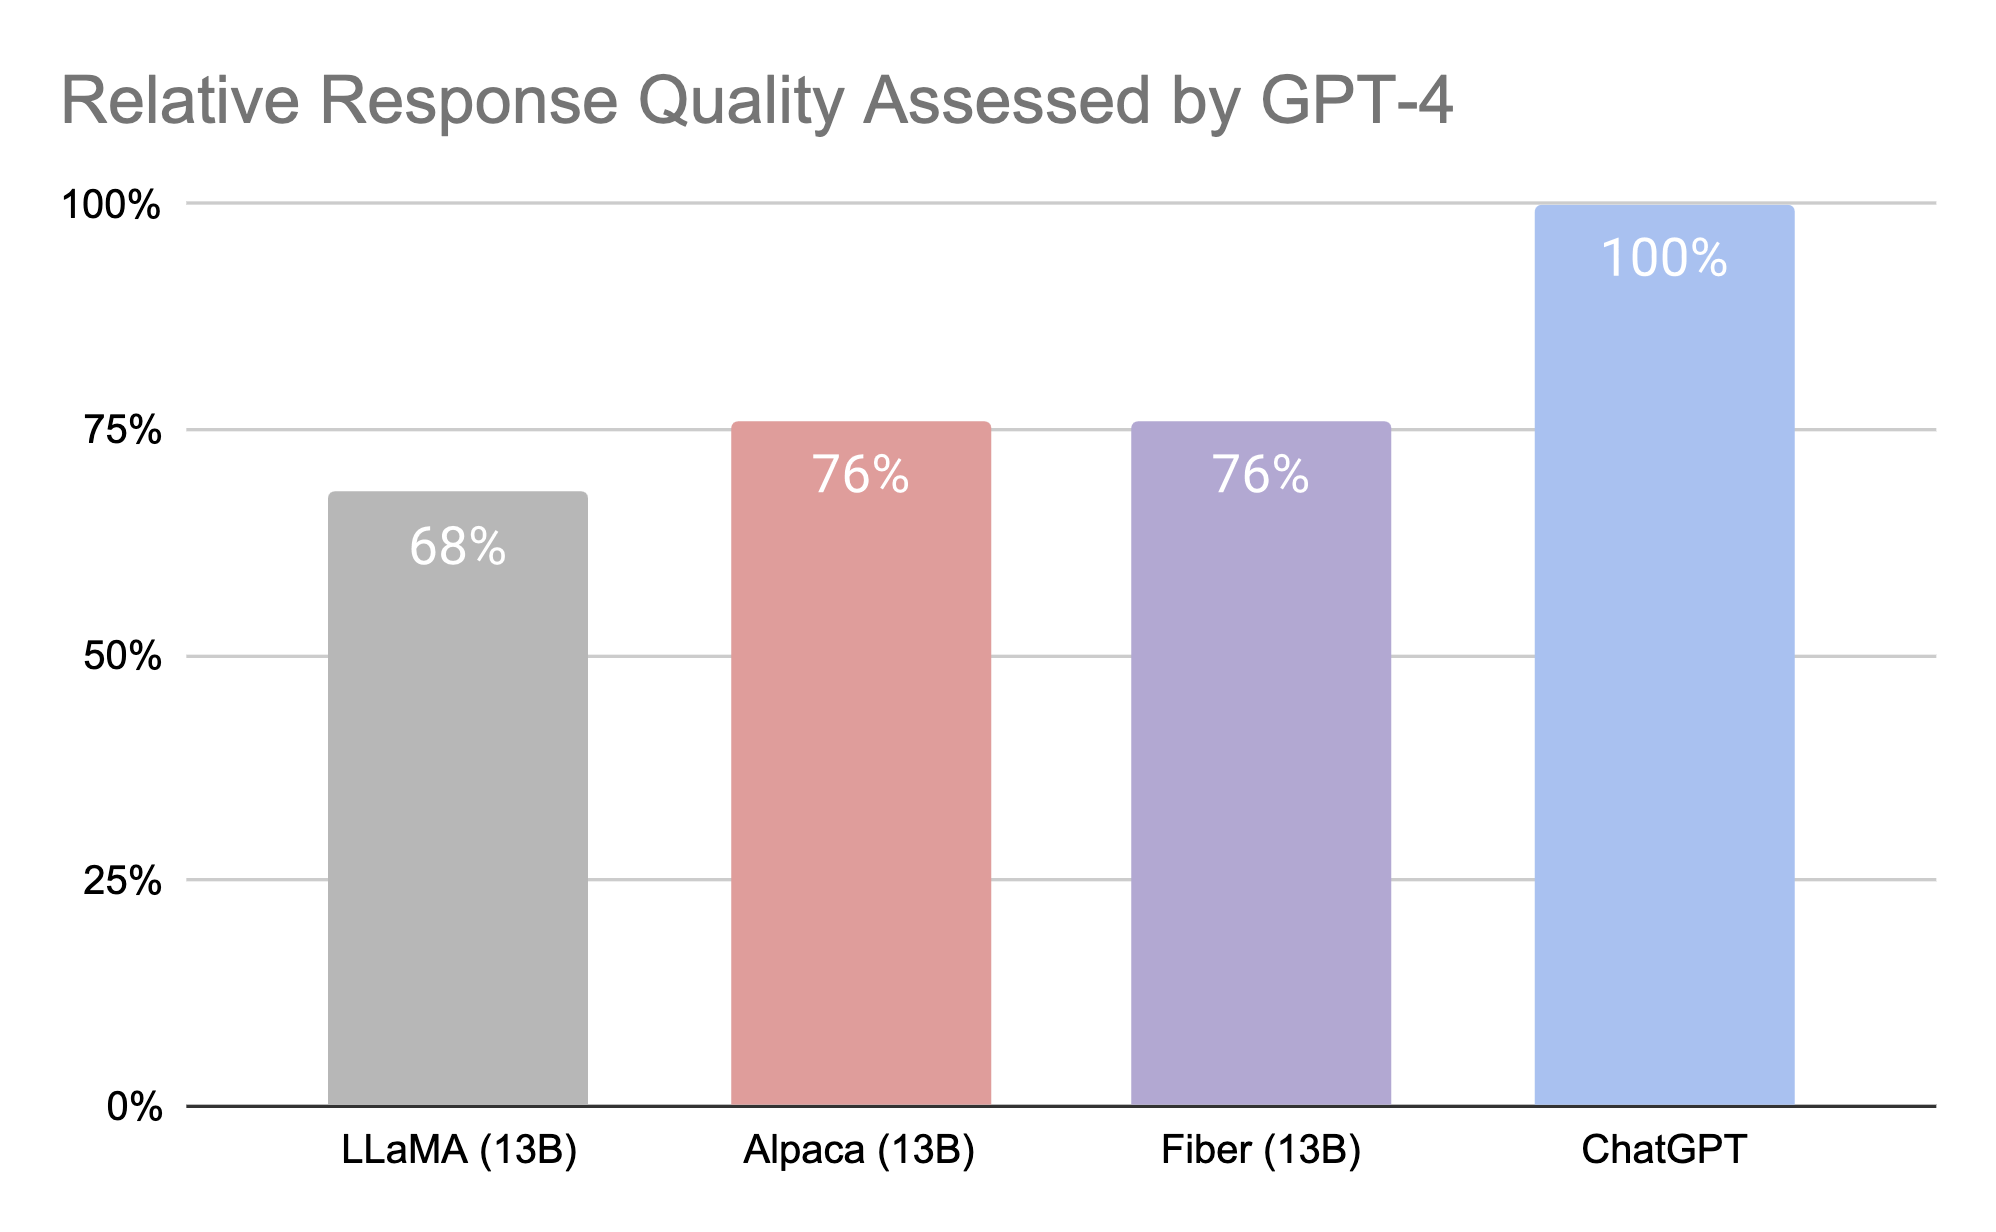 Relative Response Quality Assessed by GPT-4
100%
75%
50%
25%
0%
68%
76%
76%
100%
LLaMA (13B)
Alpaca (13B)
Fiber (13B)
ChatGPT